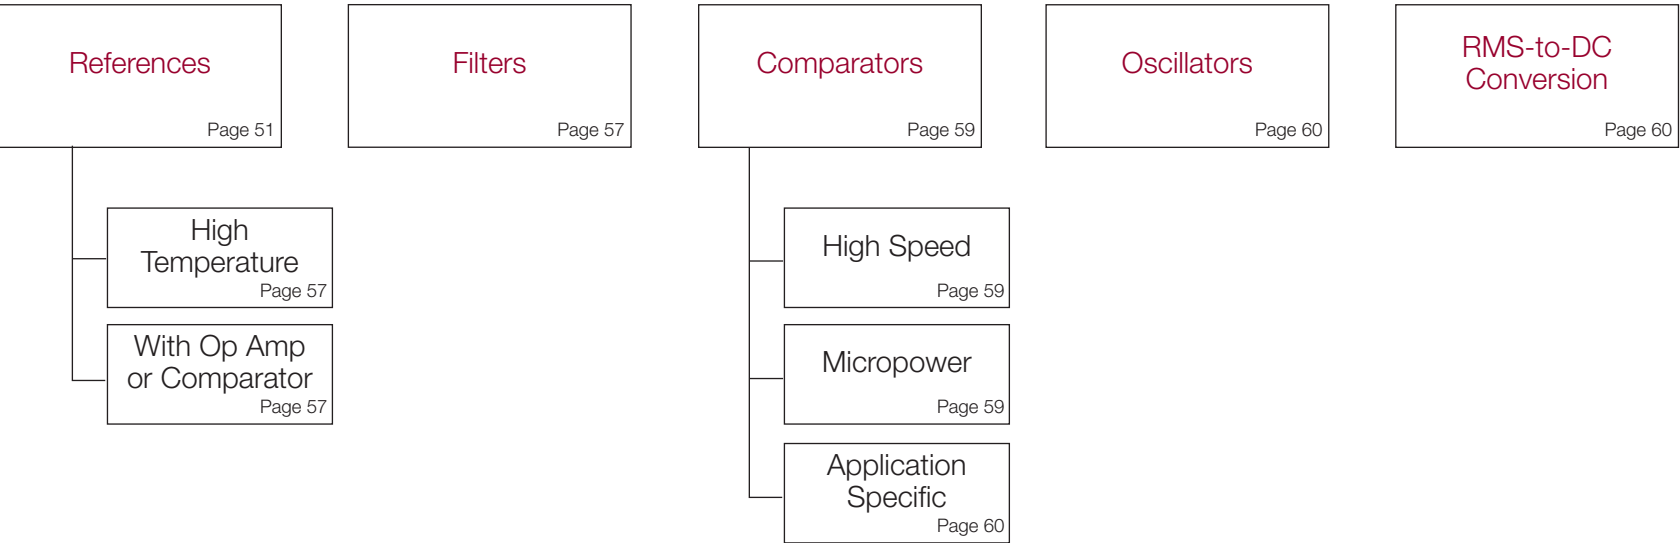 References
Page 51
Filters
Page 57
Comparators
Page 59
Oscillators
Page 60
RMS-to-DC
Conversion
Page 60
High
Temperature
Page 57
With Op Amp
or Comparator
Page 57
High Speed
Page 59
Micropower
Page 59
Application
Specific
Page 60